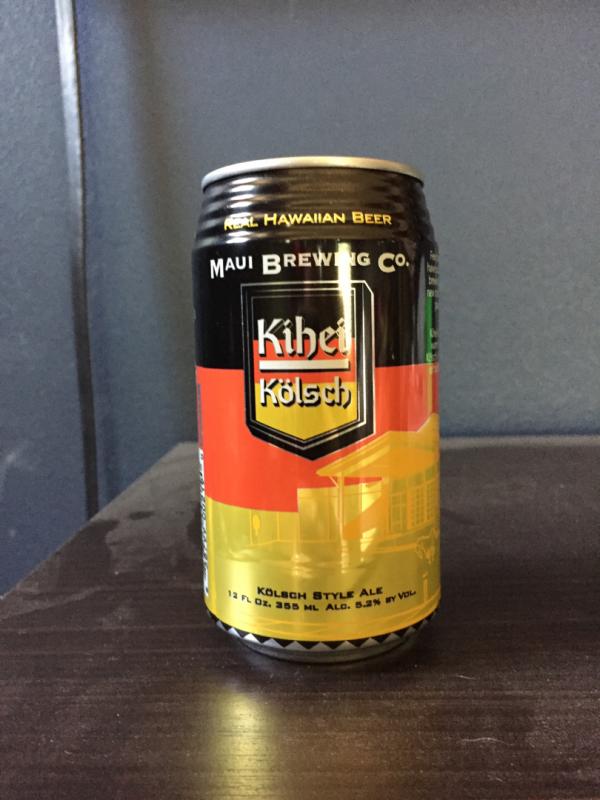 REAL HAWAIIAN BEER
MAUI BREWING CO.
Kihei
Kölsch
KÖLSCH STYLE ALE
12 FL OZ. 355 ML ALC. 5.2% BY VOL.